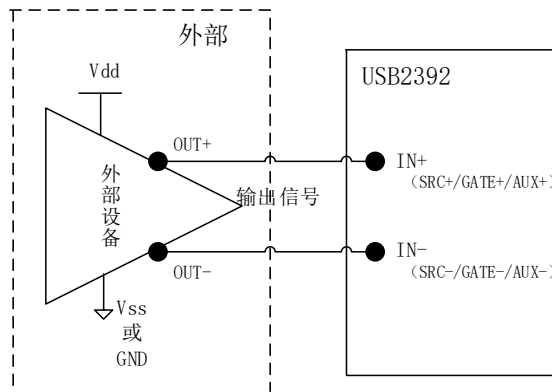 外部
USB2392
Vdd
OUT+
IN+
（SRC+/GATE+/AUX+）
外部设备
输出信号
IN-
（SRC-/GATE-/AUX-）
OUT-
Vss
或
GND